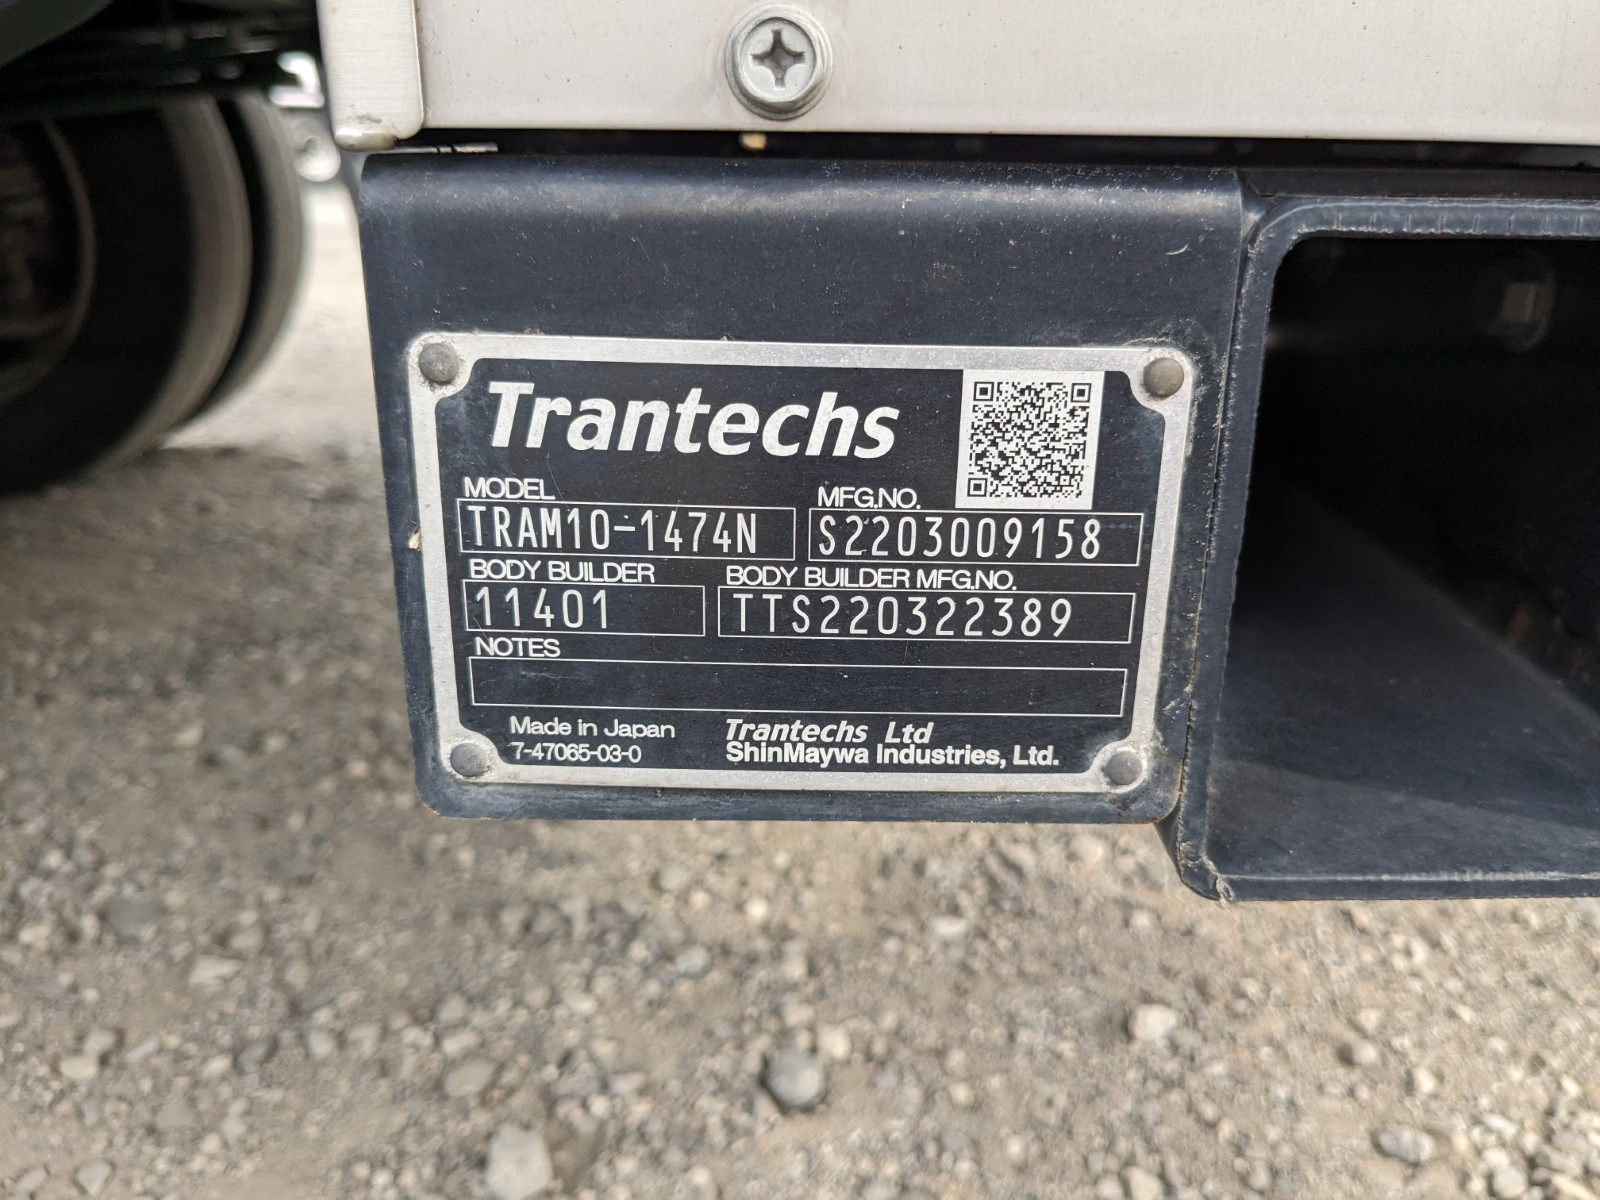 Trantechs
MODEL MFG.NO.
TRAM10-1474N S2203009158
BODY BUILDER BODY BUILDER MFG.NO.
11401 TTS220322389
NOTES
Made in Japan Trantechs Ltd
7-47065-03-0 ShinMaywa Industries, Ltd.